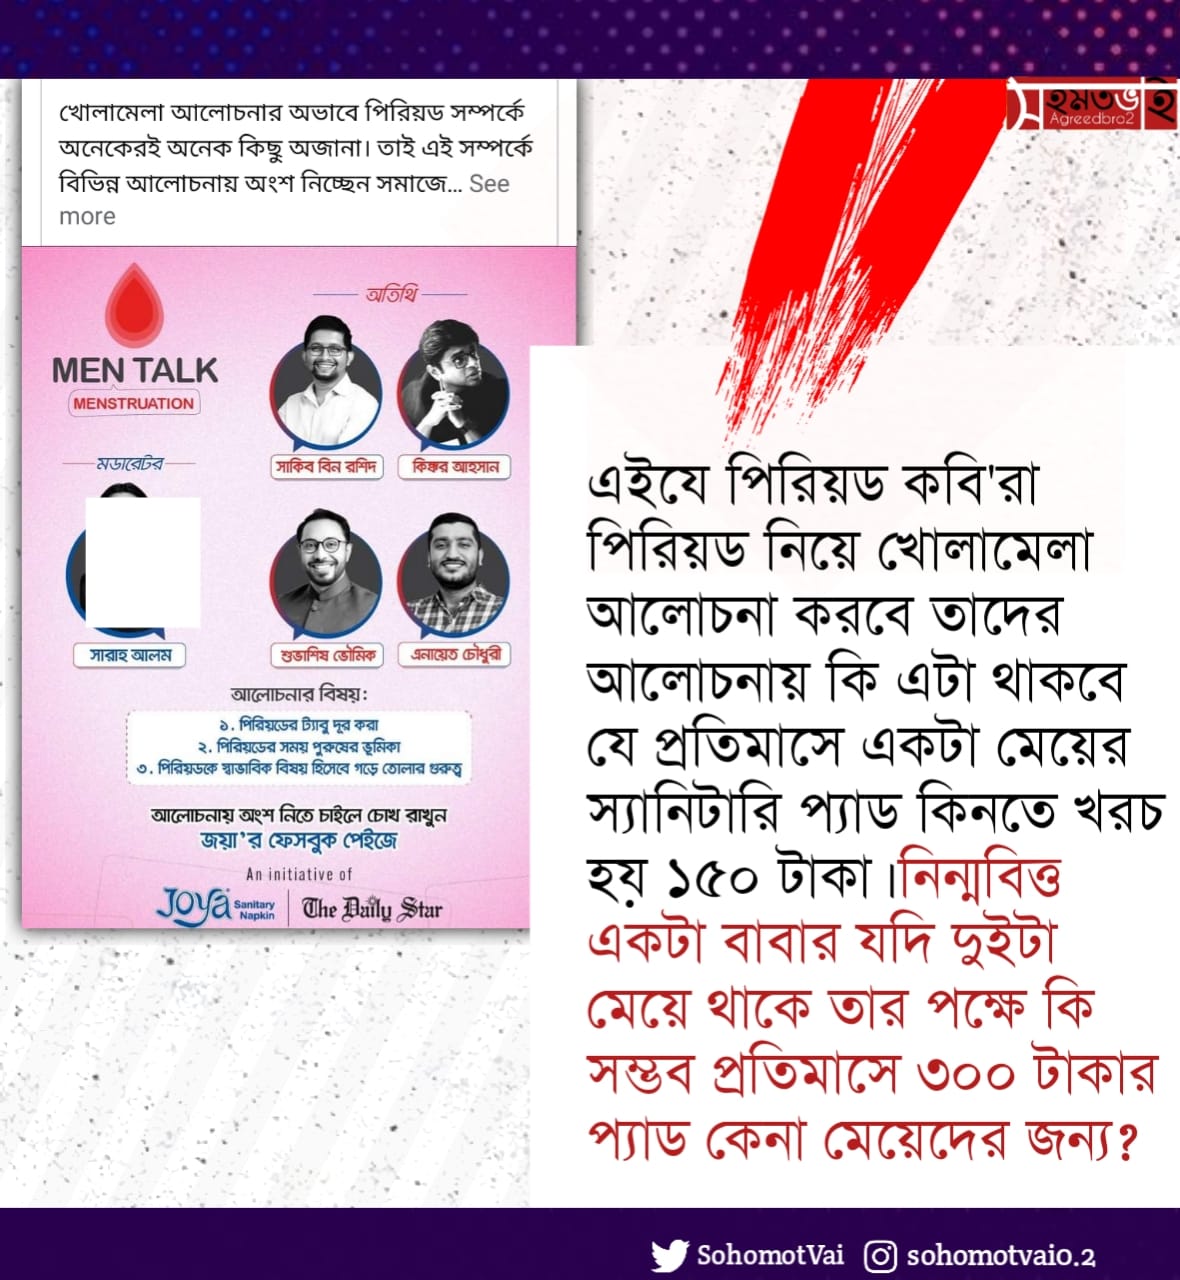 খোলামেলা আলোচনার অভাবে পিরিয়ড সম্পর্কে
অনেকেরই অনেক কিছু অজানা। তাই এই সম্পর্কে
বিভিন্ন আলোচনায় অংশ নিচ্ছেন সমাজে... See
more
সহমতভাই
Agreedbro2
অতিথি
MEN TALK
MENSTRUATION
সাকিব বিন রশিদ
কিঙ্কর আহসান
মডারেটর
সারাহ আলম
শুভাশিষ ভৌমিক
এনায়েত চৌধুরী
আলোচনার বিষয়:
১. পিরিয়ডের ট্যাবু দূর করা
২. পিরিয়ডের সময় পুরুষের ভূমিকা
৩. পিরিয়ডকে স্বাভাবিক বিষয় হিসেবে গড়ে তোলার গুরুত্ব
আলোচনায় অংশ নিতে চাইলে চোখ রাখুন
জয়া'র ফেসবুক পেইজে
An initiative of
Joya Sanitary Napkin
The Daily Star
এইযে পিরিয়ড কবি'রা
পিরিয়ড নিয়ে খোলামেলা
আলোচনা করবে তাদের
আলোচনায় কি এটা থাকবে
যে প্রতিমাসে একটা মেয়ের
স্যানিটারি প্যাড কিনতে খরচ
হয় ১৫০ টাকা।নিন্মবিত্ত
একটা বাবার যদি দুইটা
মেয়ে থাকে তার পক্ষে কি
সম্ভব প্রতিমাসে ৩০০ টাকার
প্যাড কেনা মেয়েদের জন্য?
SohomotVai
sohomotvaio.2